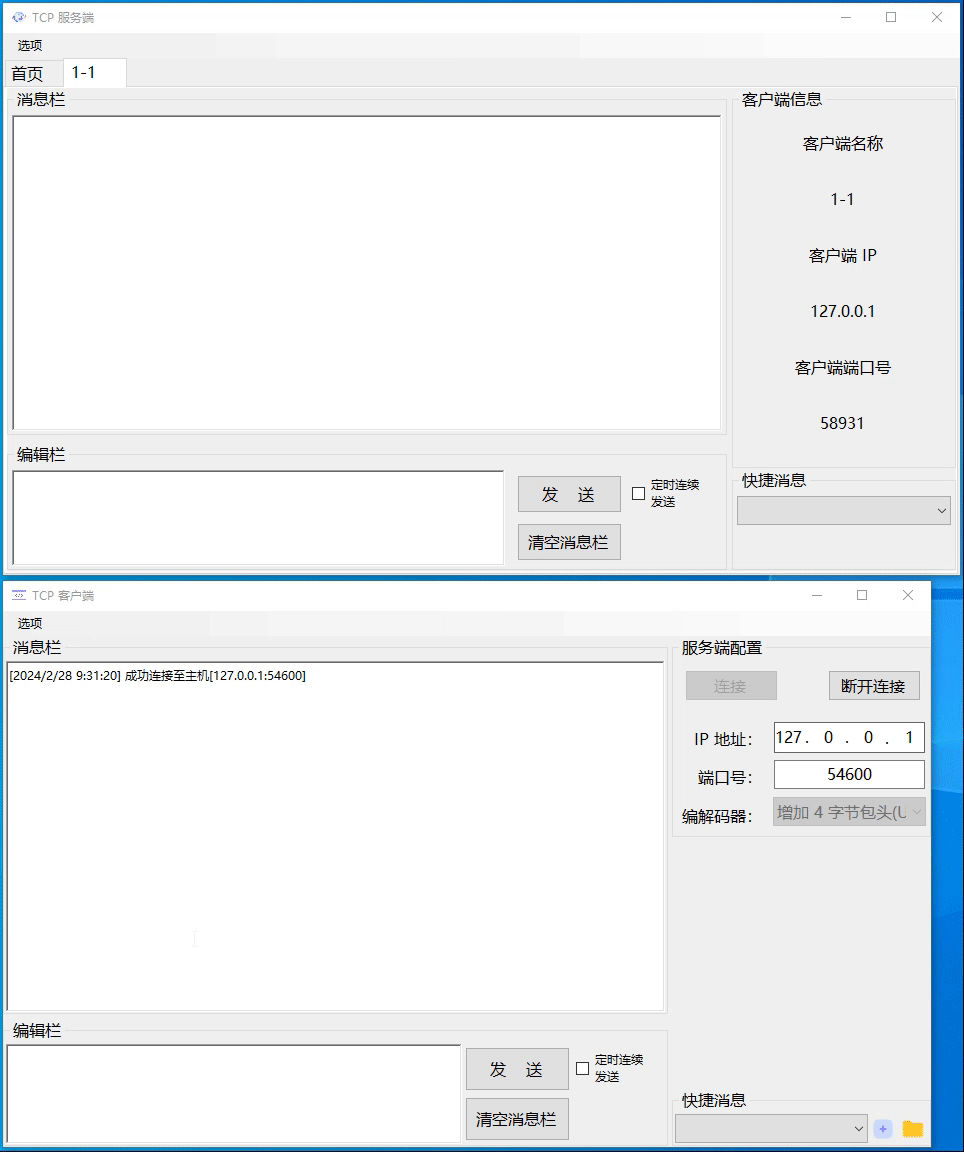 TCP 服务端
选项
首页 1-1
消息栏
客户端信息
客户端名称
1-1
客户端 IP
127.0.0.1
客户端端口号
58931
编辑栏
发 送
定时连续
发送
清空消息栏
快捷消息
TCP 客户端
选项
消息栏
[2024/2/28 9:31:20] 成功连接至主机[127.0.0.1:54600]
服务端配置
连接 断开连接
IP 地址: 127. 0 . 0 . 1
端口号: 54600
编解码器: 增加 4 字节包头(U
编辑栏
发 送
定时连续
发送
清空消息栏
快捷消息